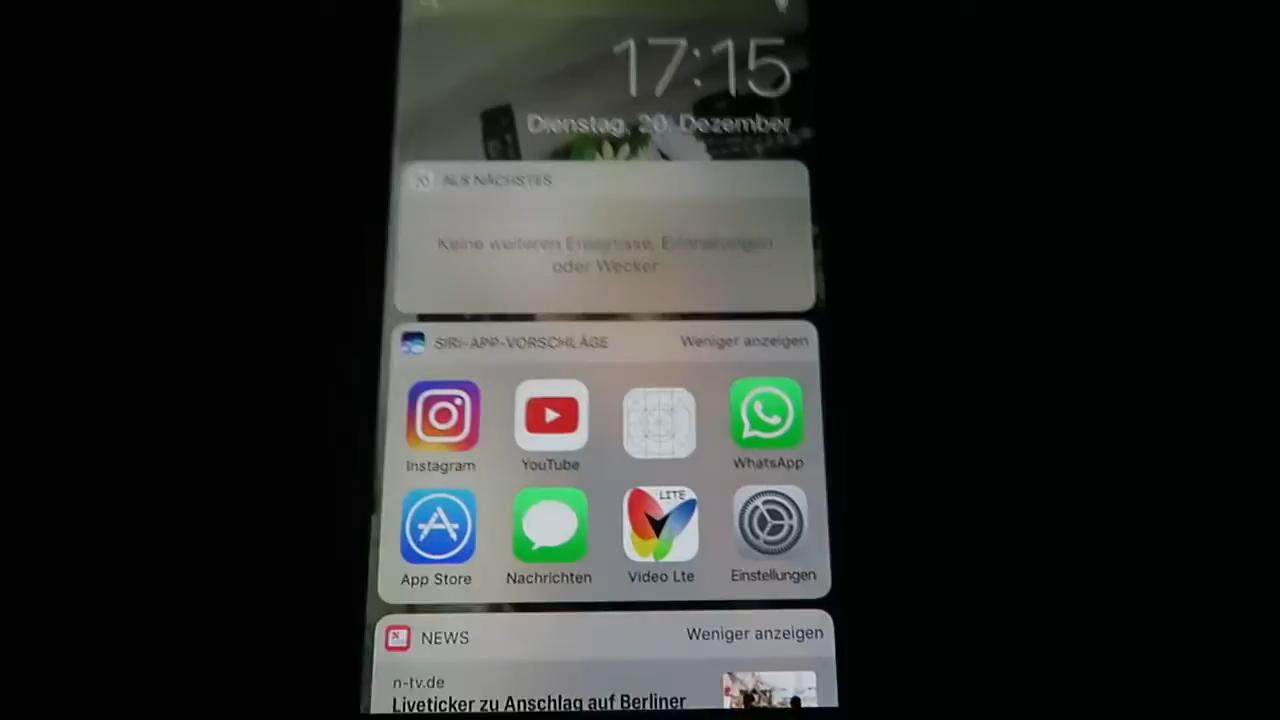 17:15
Dienstag, 20. Dezember
20 ALS NÄCHSTES
Keine weiteren Ereignisse, Erinnerungen
oder Wecker
SIRI-APP-VORSCHLÄGE Weniger anzeigen
Instagram YouTube WhatsApp
LITE
App Store Nachrichten Video Lte Einstellungen
NEWS Weniger anzeigen
n-tv.de
Liveticker zu Anschlag auf Berliner